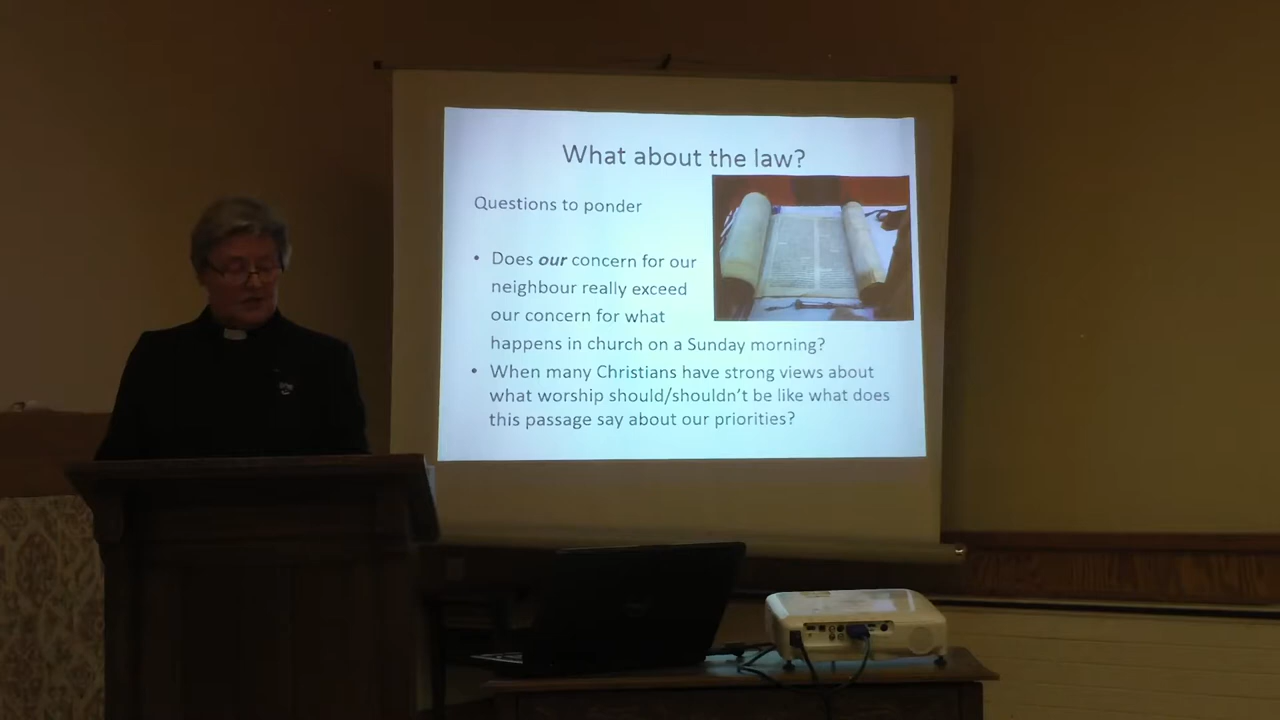 What about the law?
Questions to ponder
• Does our concern for our
neighbour really exceed
our concern for what
happens in church on a Sunday morning?
• When many Christians have strong views about
what worship should/shouldn't be like what does
this passage say about our priorities?